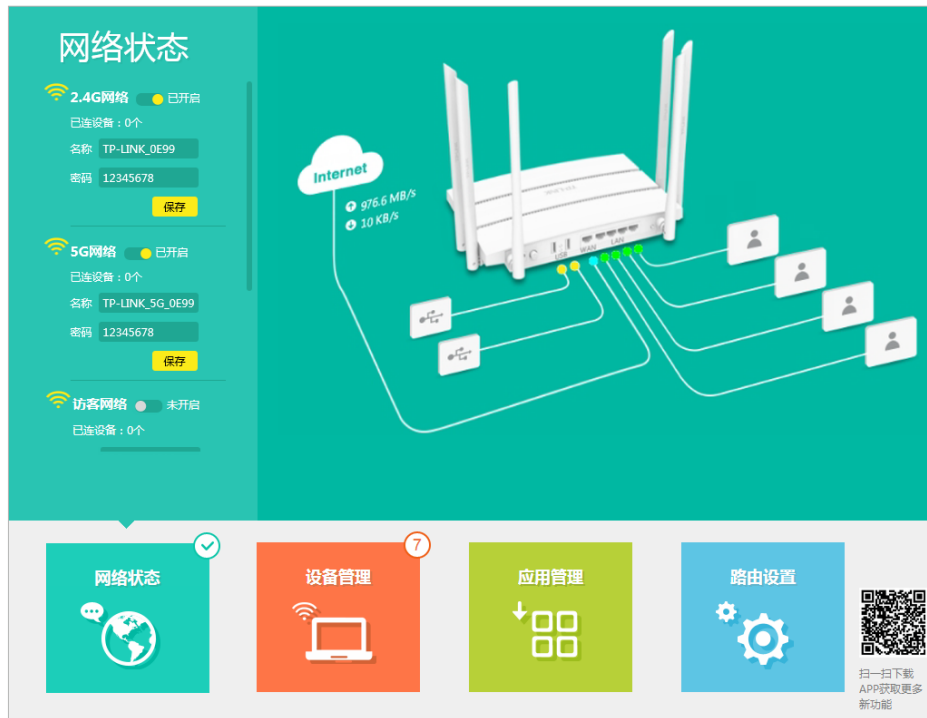 网络状态
2.4G网络 已开启
已连设备：0个
名称 TP-LINK_0E99
密码 12345678
保存
5G网络 已开启
已连设备：0个
名称 TP-LINK_5G_0E99
密码 12345678
保存
访客网络 未开启
已连设备：0个
Internet
976.6 MB/s
10 KB/s
USB WAN LAN
网络状态
7
设备管理
应用管理
路由设置
扫一扫下载
APP获取更多
新功能